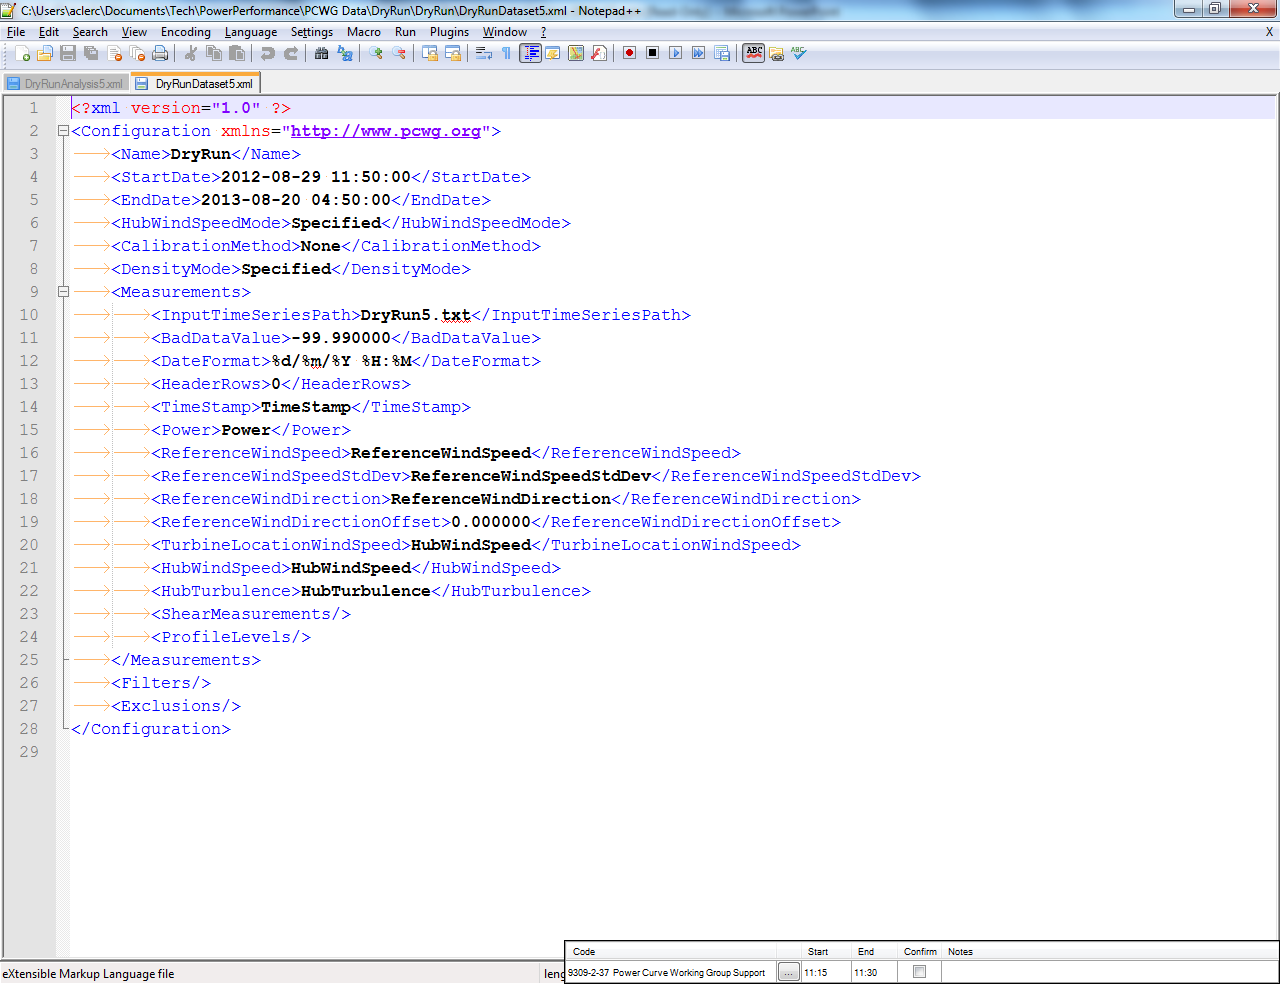 C:\Users\aclerc\Documents\Tech\PowerPerformance\PCWG Data\DryRun\DryRun\DryRunDataset5.xml - Notepad++
File Edit Search View Encoding Language Settings Macro Run Plugins Window ? X
DryRunAnalysis5.xml DryRunDataset5.xml
1 <?xml version="1.0" ?>
2 <Configuration xmlns="http://www.pcwg.org">
3 <Name>DryRun</Name>
4 <StartDate>2012-08-29 11:50:00</StartDate>
5 <EndDate>2013-08-20 04:50:00</EndDate>
6 <HubWindSpeedMode>Specified</HubWindSpeedMode>
7 <CalibrationMethod>None</CalibrationMethod>
8 <DensityMode>Specified</DensityMode>
9 <Measurements>
10 <InputTimeSeriesPath>DryRun5.txt</InputTimeSeriesPath>
11 <BadDataValue>-99.990000</BadDataValue>
12 <DateFormat>%d/%m/%Y %H:%M</DateFormat>
13 <HeaderRows>0</HeaderRows>
14 <TimeStamp>TimeStamp</TimeStamp>
15 <Power>Power</Power>
16 <ReferenceWindSpeed>ReferenceWindSpeed</ReferenceWindSpeed>
17 <ReferenceWindSpeedStdDev>ReferenceWindSpeedStdDev</ReferenceWindSpeedStdDev>
18 <ReferenceWindDirection>ReferenceWindDirection</ReferenceWindDirection>
19 <ReferenceWindDirectionOffset>0.000000</ReferenceWindDirectionOffset>
20 <TurbineLocationWindSpeed>HubWindSpeed</TurbineLocationWindSpeed>
21 <HubWindSpeed>HubWindSpeed</HubWindSpeed>
22 <HubTurbulence>HubTurbulence</HubTurbulence>
23 <ShearMeasurements/>
24 <ProfileLevels/>
25 </Measurements>
26 <Filters/>
27 <Exclusions/>
28 </Configuration>
29
Code Start End Confirm Notes
9309-2-37 Power Curve Working Group Support ... 11:15 11:30
eXtensible Markup Language file leng